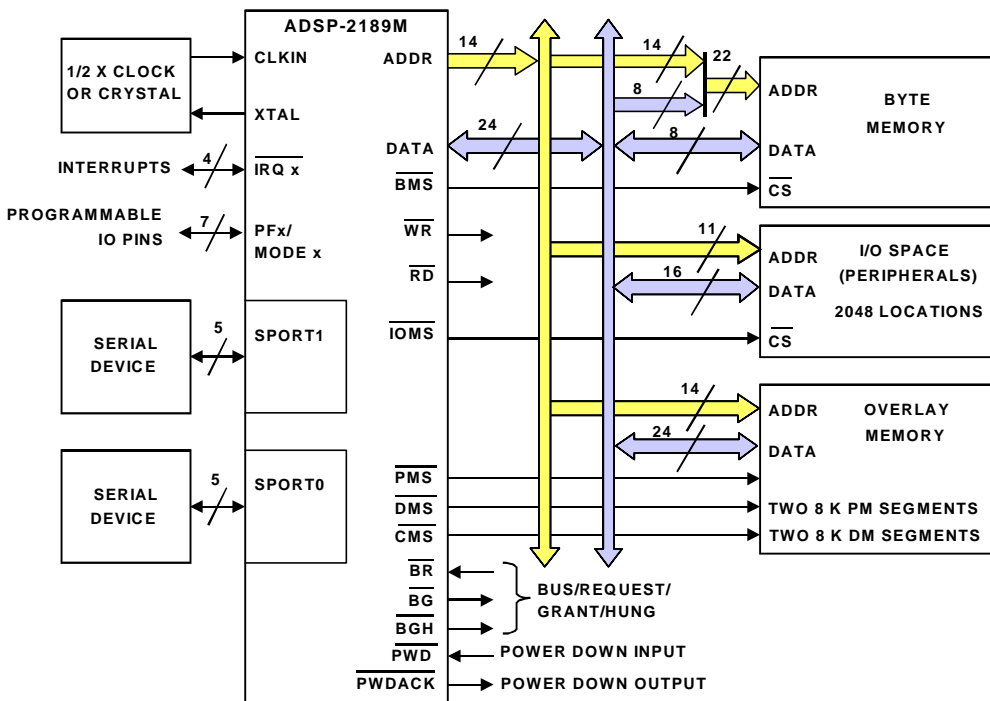 ADSP-2189M
1/2 X CLOCK
OR CRYSTAL
CLKIN
XTAL
INTERRUPTS
4
IRQ x
PROGRAMMABLE
IO PINS
7
PFx/
MODE x
SERIAL
DEVICE
5
SPORT1
SERIAL
DEVICE
5
SPORT0
ADDR
14
DATA
24
BMS
WR
RD
IOMS
PMS
DMS
CMS
BR
BG
BGH
BUS/REQUEST/
GRANT/HUNG
PWD
POWER DOWN INPUT
PWDACK
POWER DOWN OUTPUT
14
22
8
8
ADDR
BYTE
MEMORY
DATA
CS
11
16
ADDR
I/O SPACE
(PERIPHERALS)
DATA
2048 LOCATIONS
CS
14
24
ADDR
OVERLAY
MEMORY
DATA
TWO 8 K PM SEGMENTS
TWO 8 K DM SEGMENTS